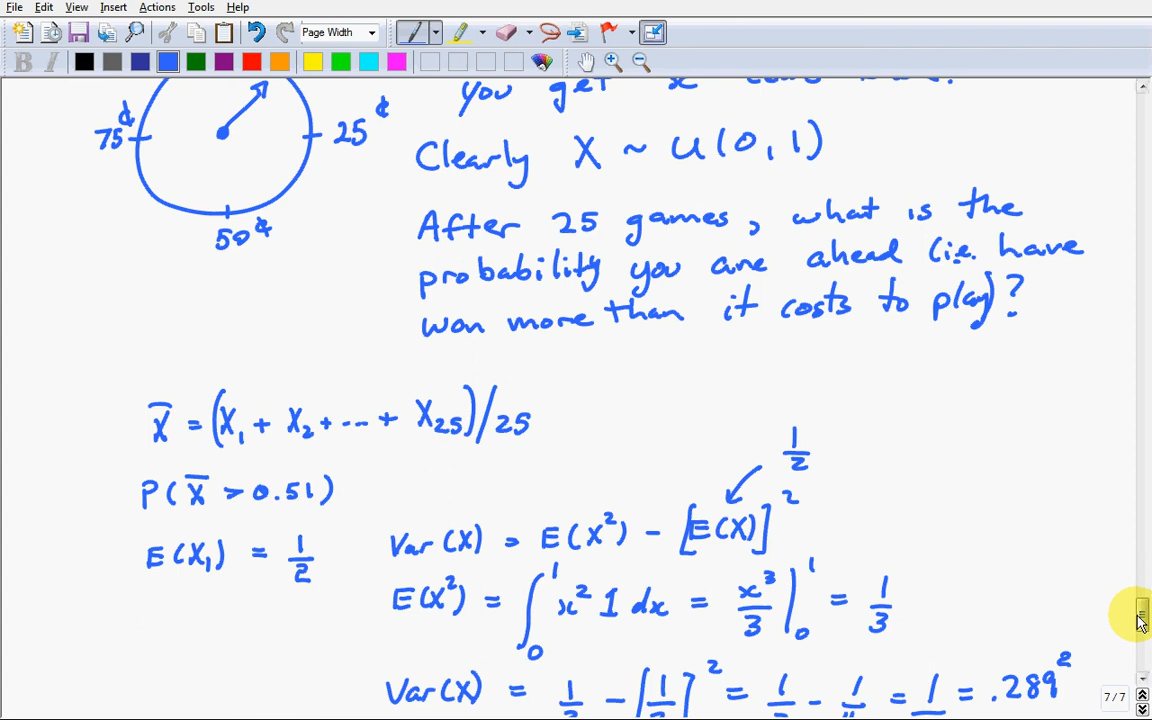 File Edit View Insert Actions Tools Help
Page Width
you get x
75¢
25¢
50¢
Clearly X ~ U(0,1)
After 25 games, what is the
probability you are ahead (i.e. have
won more than it costs to play)?
X̄ = (X₁ + X₂ + ... + X₂₅)/25
P(X̄ > 0.51)
E(X₁) = 1/2
1/2
Var(X) = E(X²) - [E(X)]²
E(X²) = ∫₀¹ x² 1 dx = x³/3 |₀¹ = 1/3
Var(X) = 1/3 - [1/2]² = 1/3 - 1/4 = 1 = .289²
7/7